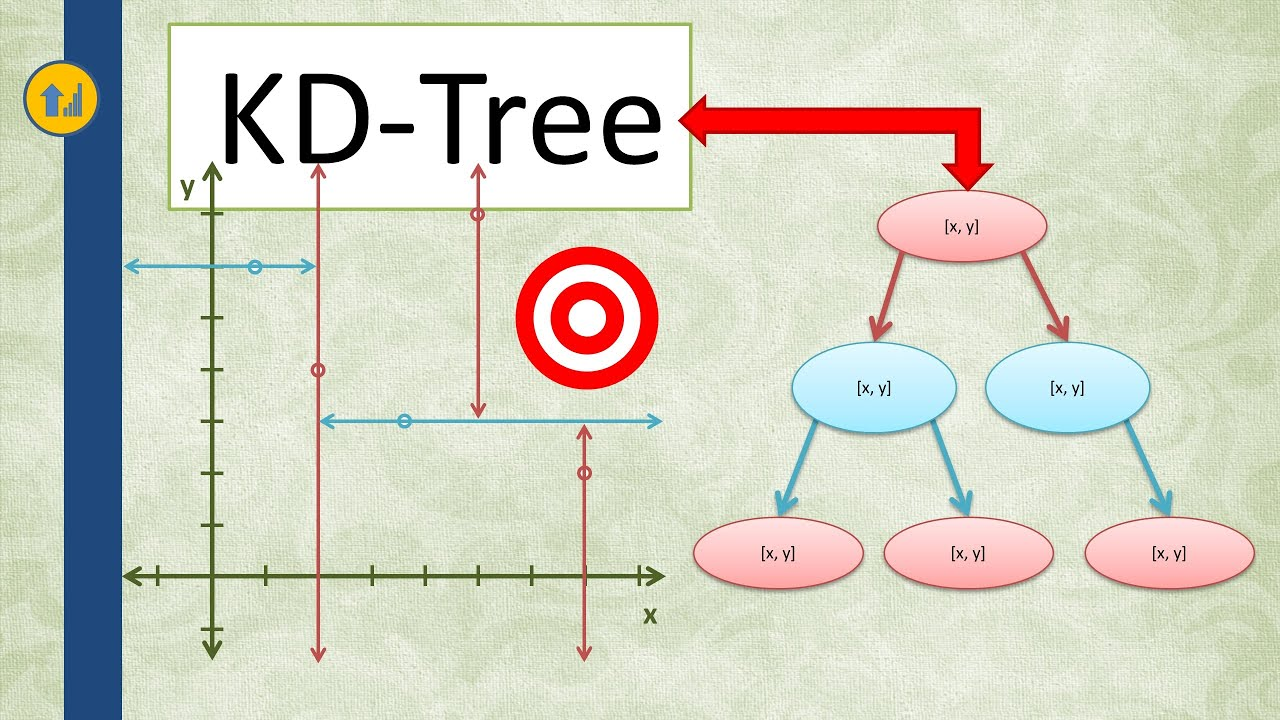 KD-Tree
y
x
[x, y]
[x, y]
[x, y]
[x, y]
[x, y]
[x, y]